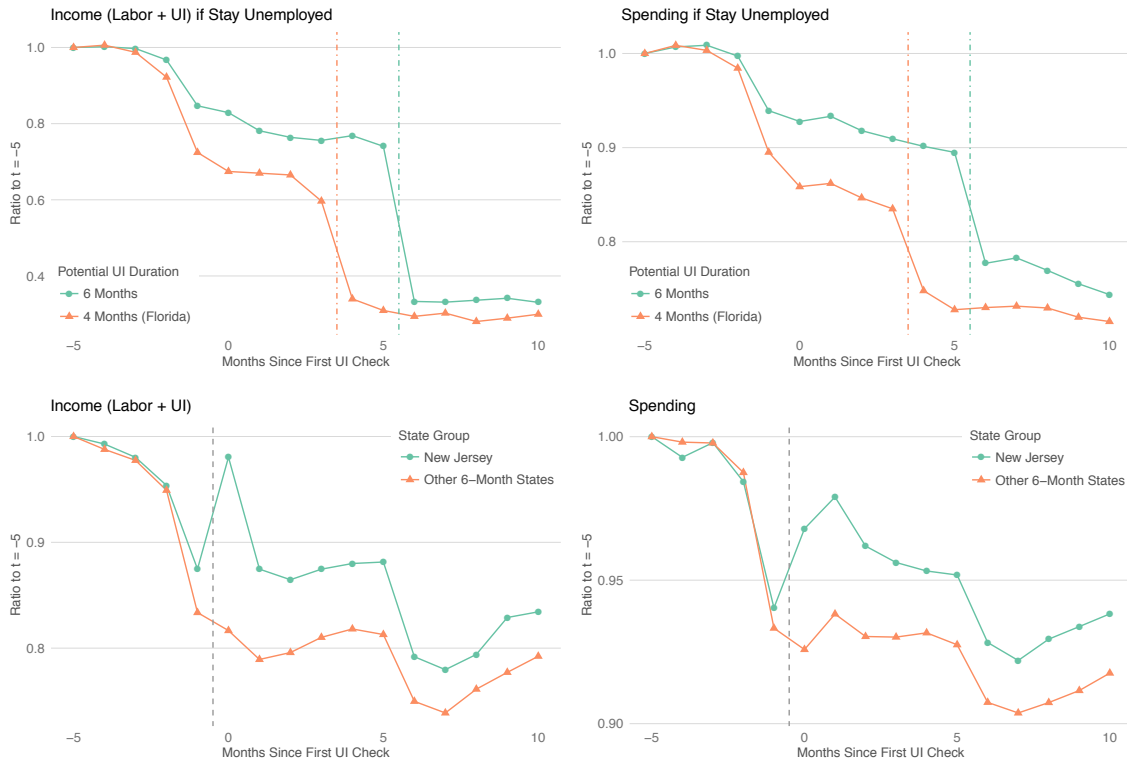 Income (Labor + UI) if Stay Unemployed
1.0
0.8
0.6
0.4
Ratio to t = −5
Potential UI Duration
6 Months
4 Months (Florida)
−5 0 5 10
Months Since First UI Check
Spending if Stay Unemployed
1.0
0.9
0.8
Ratio to t = −5
Potential UI Duration
6 Months
4 Months (Florida)
−5 0 5 10
Months Since First UI Check
Income (Labor + UI)
1.0
0.9
0.8
Ratio to t = −5
State Group
New Jersey
Other 6−Month States
−5 0 5 10
Months Since First UI Check
Spending
1.00
0.95
0.90
Ratio to t = −5
State Group
New Jersey
Other 6−Month States
−5 0 5 10
Months Since First UI Check